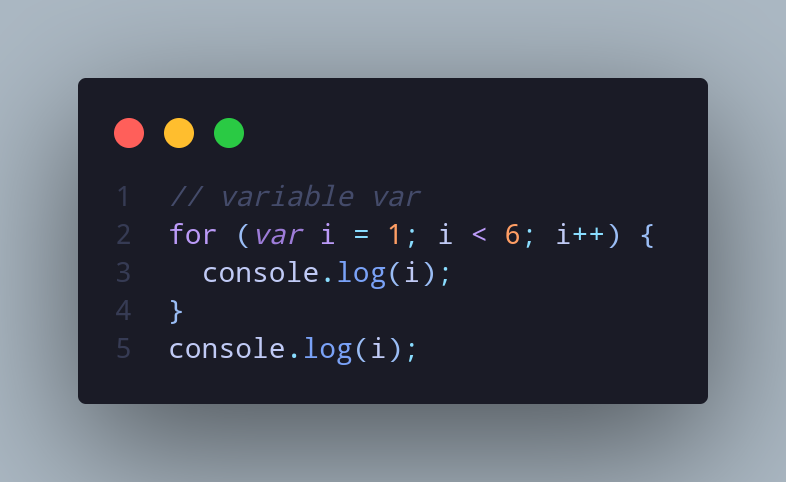 1 // variable var
2 for (var i = 1; i < 6; i++) {
3   console.log(i);
4 }
5 console.log(i);